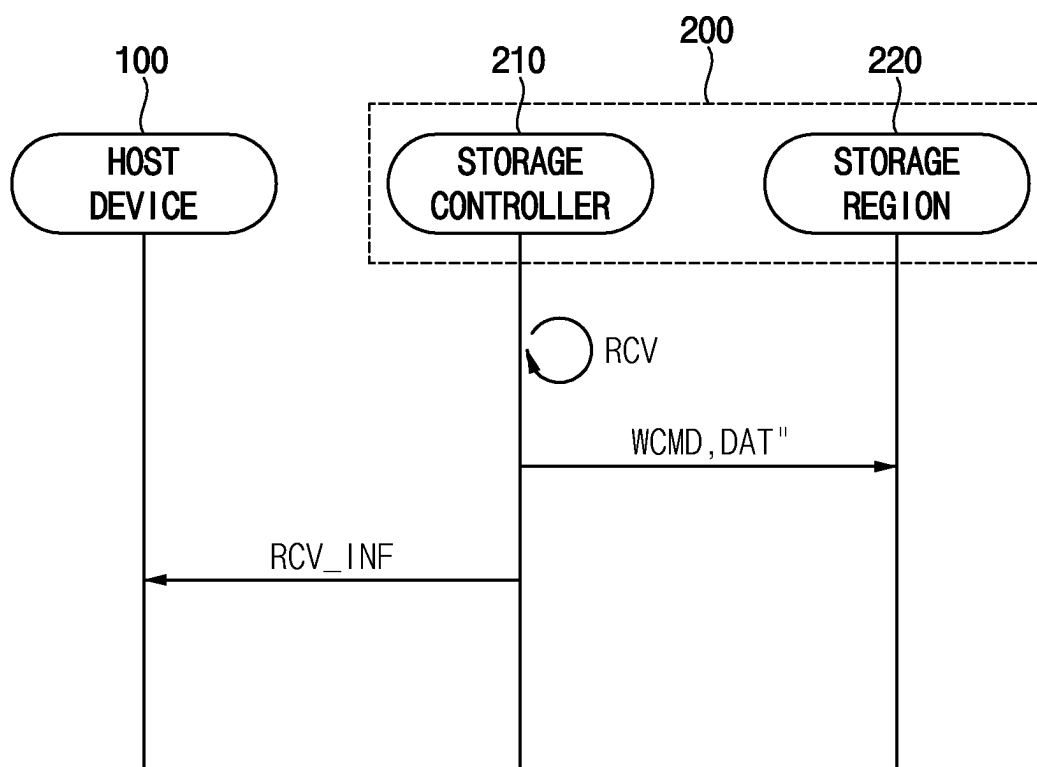 200
100
210
220
HOST
DEVICE
STORAGE
CONTROLLER
STORAGE
REGION
RCV
WCMD,DAT"
RCV_INF